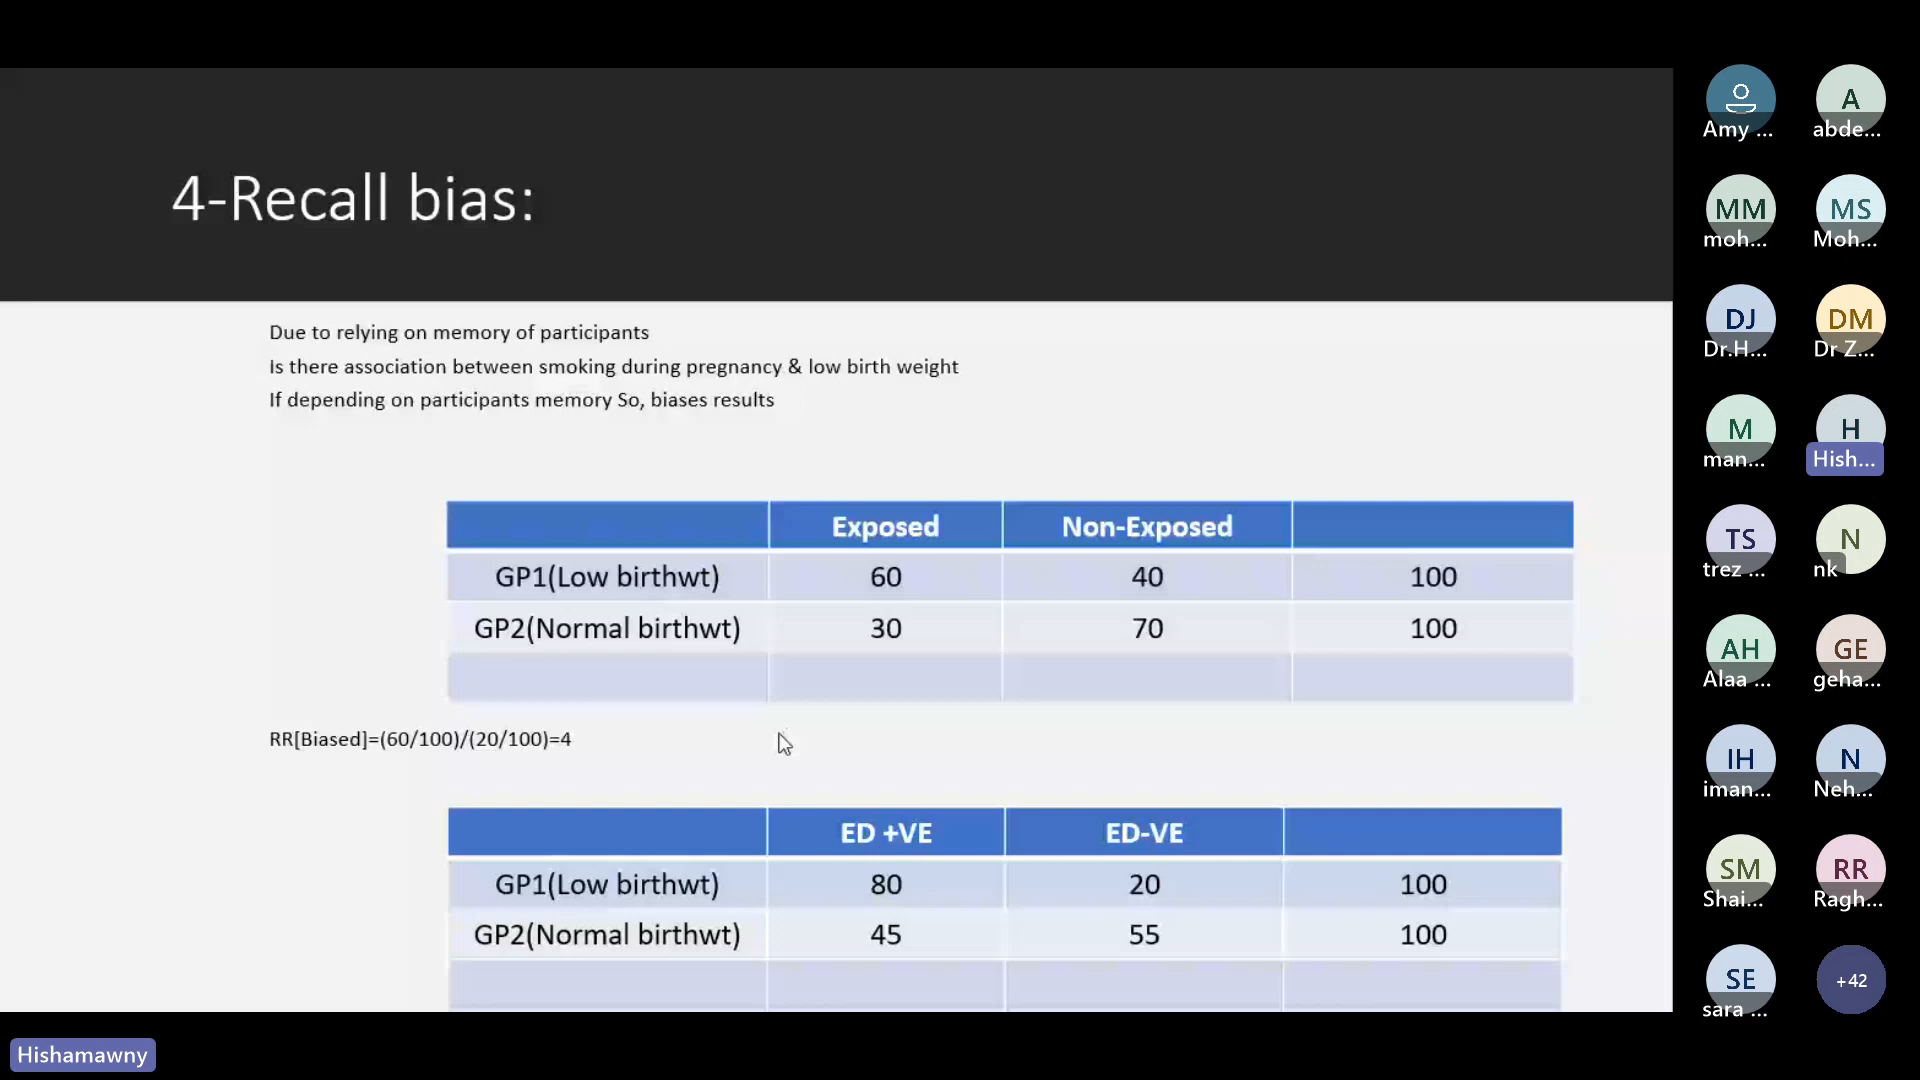 4-Recall bias:
Due to relying on memory of participants
Is there association between smoking during pregnancy & low birth weight
If depending on participants memory So, biases results
Exposed Non-Exposed
GP1(Low birthwt) 60 40 100
GP2(Normal birthwt) 30 70 100
RR[Biased]=(60/100)/(20/100)=4
ED +VE ED-VE
GP1(Low birthwt) 80 20 100
GP2(Normal birthwt) 45 55 100
A
Amy ... abde...
MM MS
moh... Moh...
DJ DM
Dr.H... Dr Z...
M H
man... Hish...
TS N
trez ... nk
AH GE
Alaa ... geha...
IH N
iman... Neh...
SM RR
Shai... Ragh...
SE +42
sara ...
Hishamawny